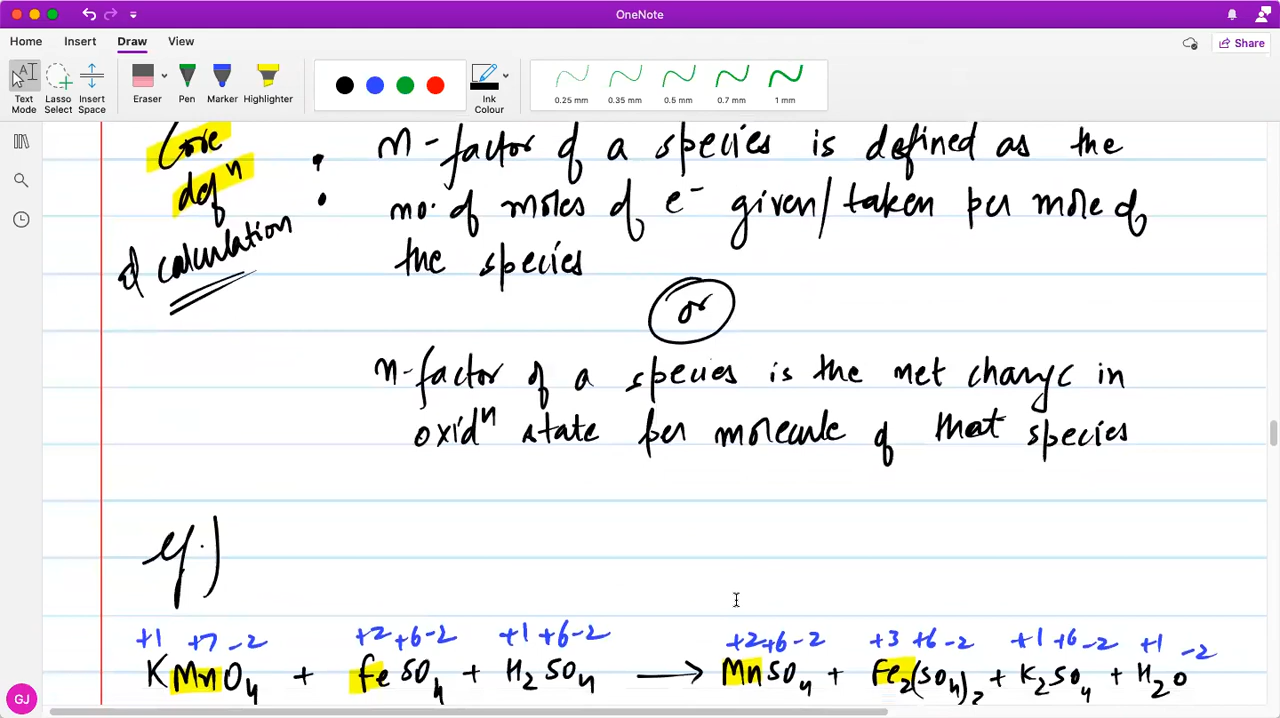 OneNote
Home Insert Draw View
Share
Text Mode
Lasso Select
Insert Space
Eraser
Pen
Marker
Highlighter
Ink Colour
0.25 mm 0.35 mm 0.5 mm 0.7 mm 1 mm
Core
defⁿ
of calculation
:
n-factor of a species is defined as the
no. of moles of e⁻ given/taken per mole of
the species
or
n-factor of a species is the net change in
oxidⁿ state per molecule of that species
eg.)
+1 +7 -2 +2 +6 -2 +1 +6 -2 +2 +6 -2 +3 +6 -2 +1 +6 -2 +1 -2
KMnO₄ + FeSO₄ + H₂SO₄ → MnSO₄ + Fe₂(SO₄)₂ + K₂SO₄ + H₂O
GJ